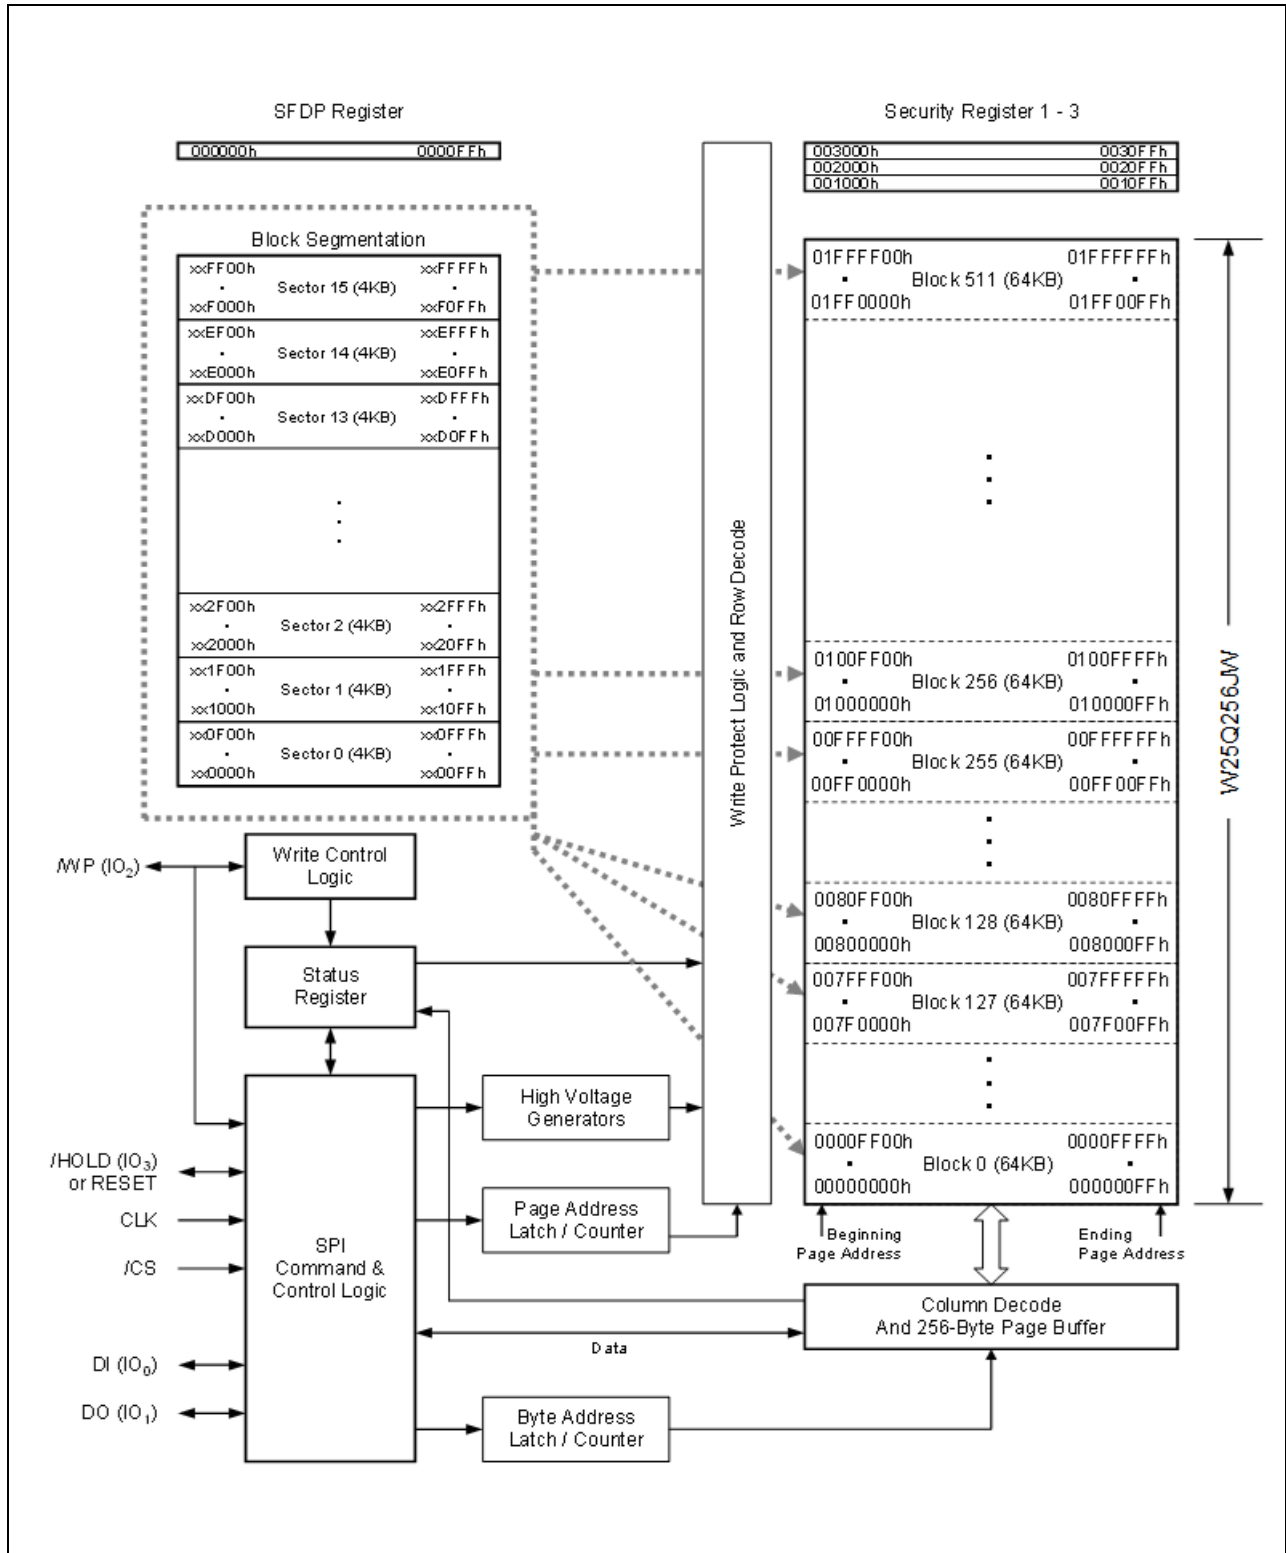 SFDP Register
000000h 0000FFh
Security Register 1 - 3
003000h 0030FFh
002000h 0020FFh
001000h 0010FFh
Block Segmentation
xxFF00h xxFFFFh
Sector 15 (4KB)
xxF000h xxF0FFh
xxEF00h xxEFFFh
Sector 14 (4KB)
xxE000h xxE0FFh
xxDF00h xxDFFFh
Sector 13 (4KB)
xxD000h xxD0FFh
xx2F00h xx2FFFh
Sector 2 (4KB)
xx2000h xx20FFh
xx1F00h xx1FFFh
Sector 1 (4KB)
xx1000h xx10FFh
xx0F00h xx0FFFh
Sector 0 (4KB)
xx0000h xx00FFh
Write Protect Logic and Row Decode
01FFFF00h 01FFFFFFh
Block 511 (64KB)
01FF0000h 01FF00FFh
0100FF00h 0100FFFFh
Block 256 (64KB)
01000000h 010000FFh
00FFFF00h 00FFFFFFh
Block 255 (64KB)
00FF0000h 00FF00FFh
0080FF00h 0080FFFFh
Block 128 (64KB)
00800000h 008000FFh
007FFF00h 007FFFFFh
Block 127 (64KB)
007F0000h 007F00FFh
0000FF00h 0000FFFFh
Block 0 (64KB)
00000000h 000000FFh
W25Q256JW
Beginning
Page Address
Ending
Page Address
/WP (IO2)
Write Control
Logic
Status
Register
High Voltage
Generators
/HOLD (IO3)
or RESET
CLK
/CS
DI (IO0)
DO (IO1)
SPI
Command &
Control Logic
Page Address
Latch / Counter
Column Decode
And 256-Byte Page Buffer
Data
Byte Address
Latch / Counter